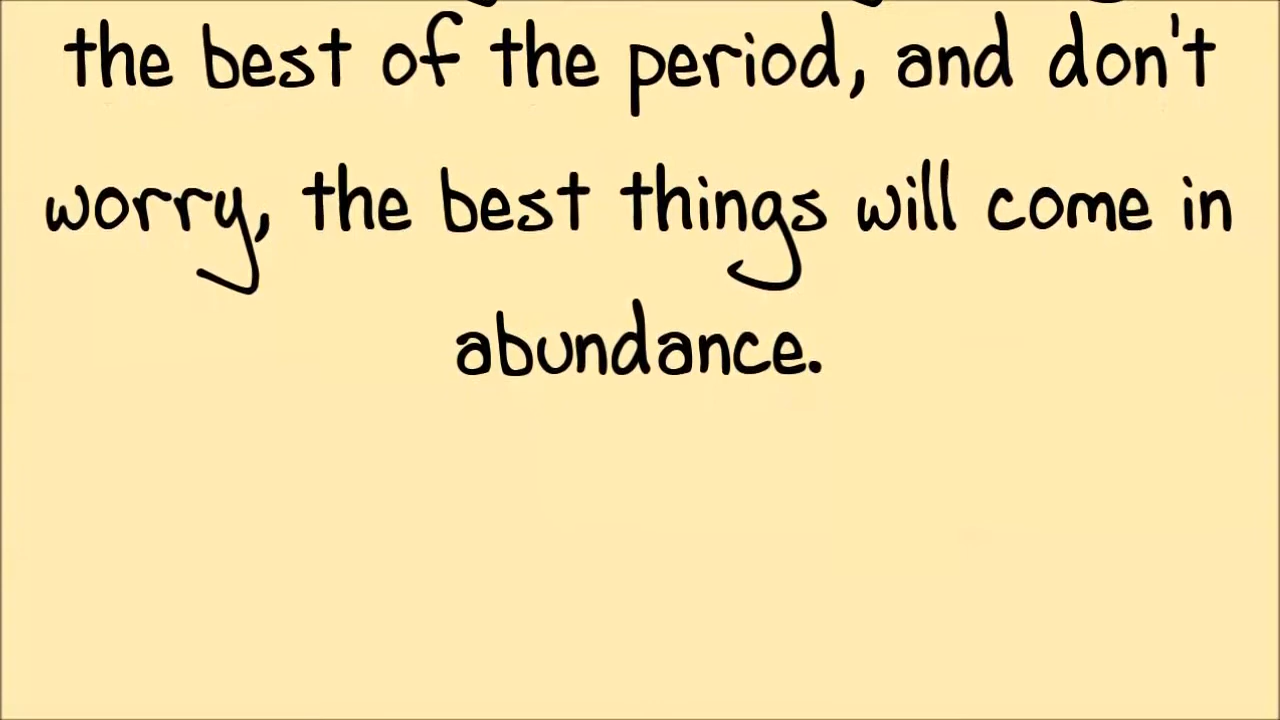 the best of the period, and don't
worry, the best things will come in
abundance.